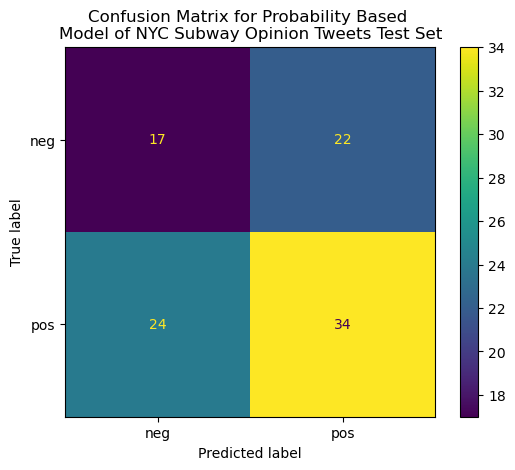 Confusion Matrix for Probability Based
Model of NYC Subway Opinion Tweets Test Set
34
32
30
28
26
24
22
20
18
True label
neg
17
22
pos
24
34
neg
pos
Predicted label